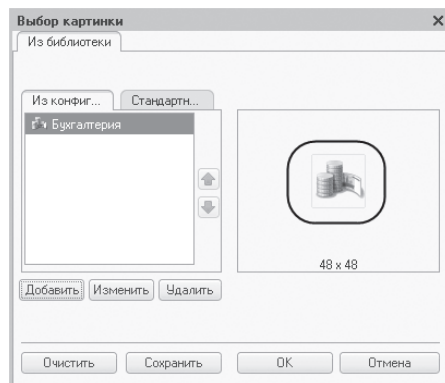 Выбор картинки
Из библиотеки
Из конфиг... Стандартн...
Бухгалтерия
48 x 48
Добавить Изменить Удалить
Очистить Сохранить ОК Отмена